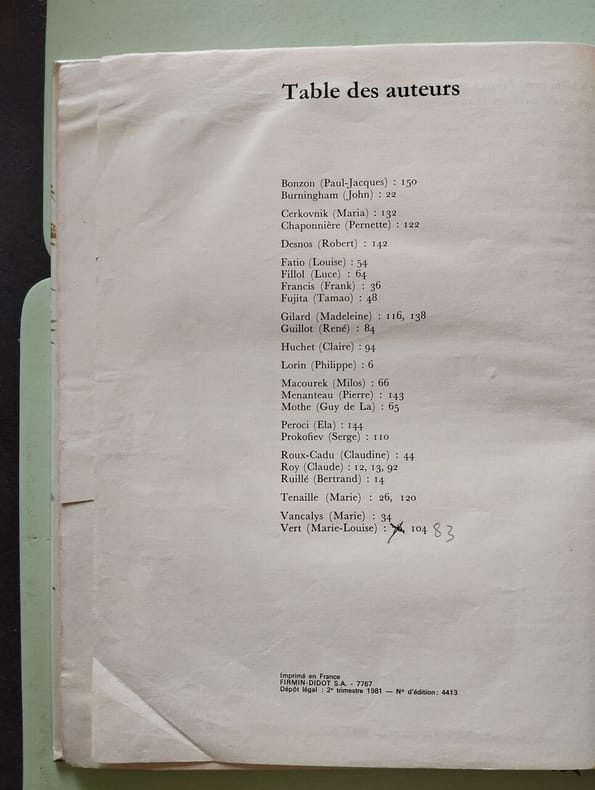 Table des auteurs
Bonzon (Paul-Jacques) : 150
Burningham (John) : 22
Cerkovnik (Maria) : 132
Chaponnière (Pernette) : 122
Desnos (Robert) : 142
Fatio (Louise) : 54
Fillol (Luce) : 64
Francis (Frank) : 36
Fujita (Tamao) : 48
Gilard (Madeleine) : 116, 138
Guillot (René) : 84
Huchet (Claire) : 94
Lorin (Philippe) : 6
Macourek (Milos) : 66
Menanteau (Pierre) : 143
Mothe (Guy de La) : 65
Peroci (Ela) : 144
Prokofiev (Serge) : 110
Roux-Cadu (Claudine) : 44
Roy (Claude) : 12, 13, 92
Ruillé (Bertrand) : 14
Tenaille (Marie) : 26, 120
Vancalys (Marie) : 34
Vert (Marie-Louise) : 104 83
Imprimé en France
FIRMIN-DIDOT S.A. - 7767
Dépôt légal : 2e trimestre 1981 — No d'édition : 4413